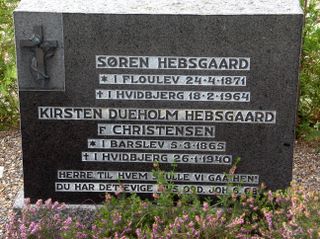 SØREN HEBSGAARD
* I FLOULEV 24-4-1871
† I HVIDBJERG 18-2-1964
KIRSTEN DUEHOLM HEBSGAARD
F CHRISTENSEN
* I BARSLEV 5-3-1865
† I HVIDBJERG 26-1-1940
HERRE TIL HVEM SKULLE VI GAA HEN!
DU HAR DET EVIGE LIVS ORD. JOH 6.68